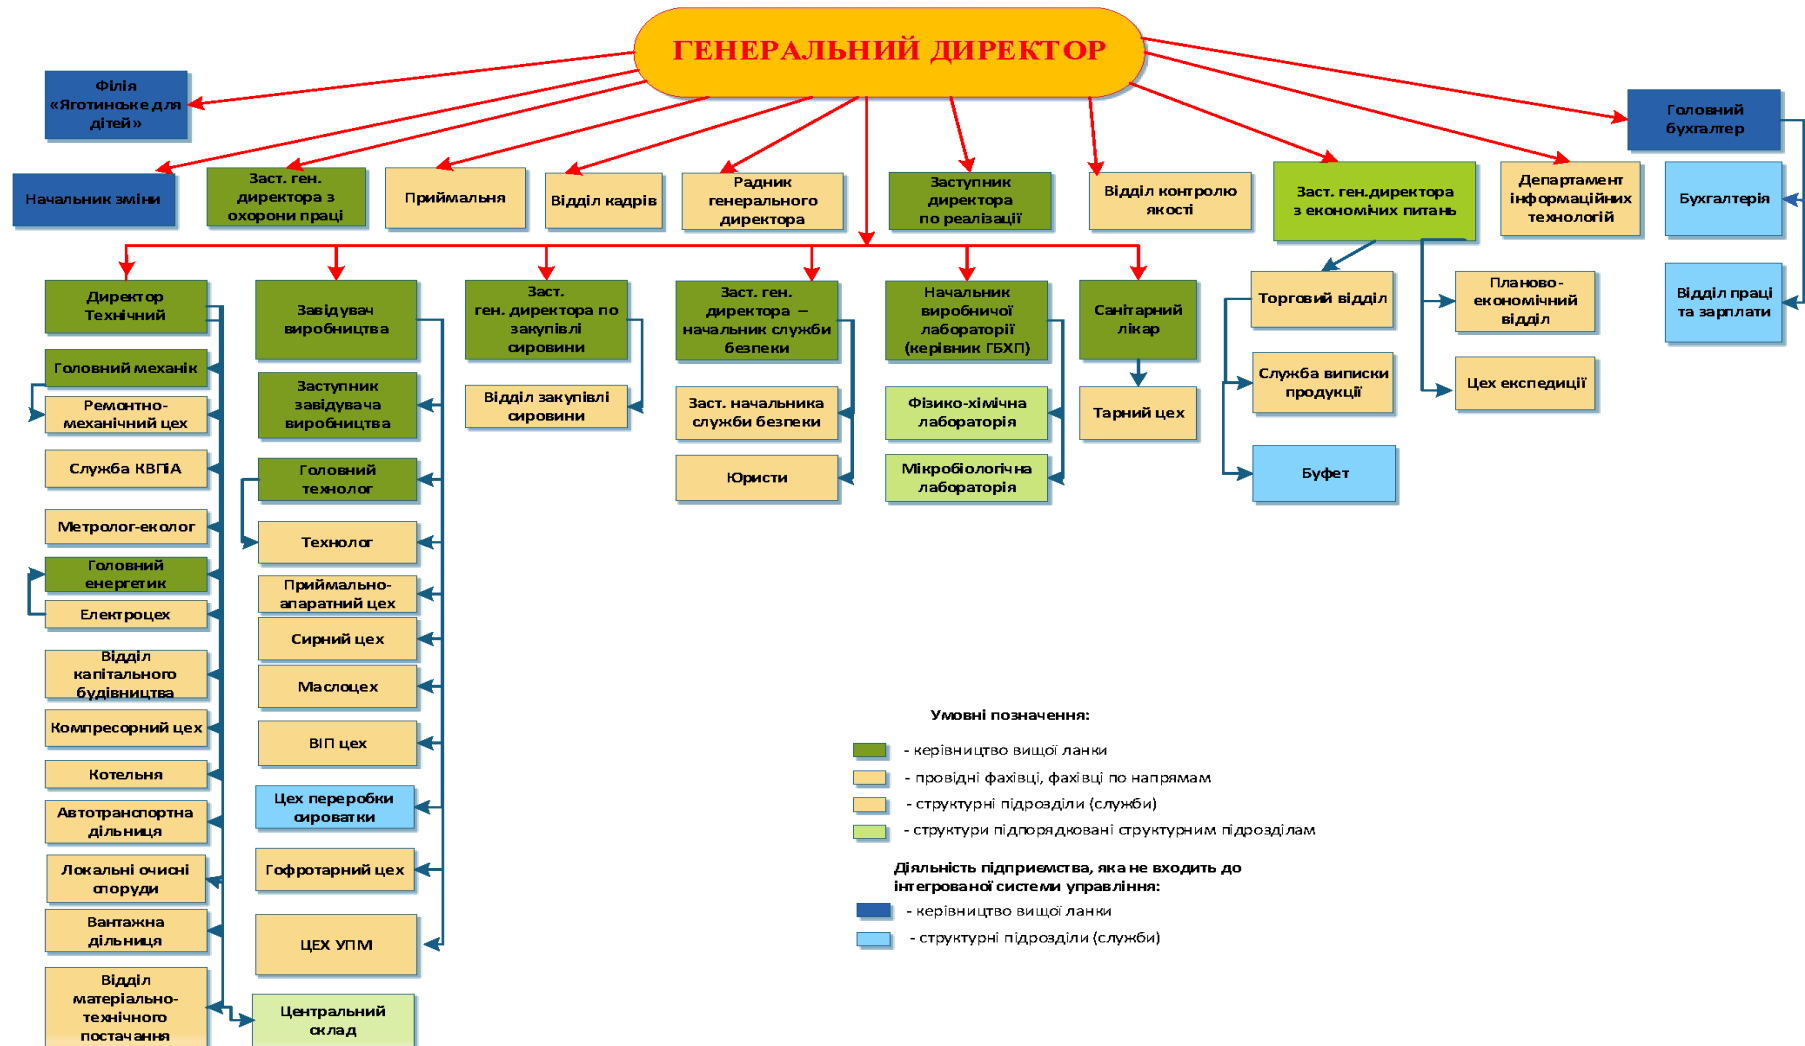 ГЕНЕРАЛЬНИЙ ДИРЕКТОР
Філія
«Яготинське для
дітей»
Головний
бухгалтер
Начальник зміни
Заст. ген.
директора з
охорони праці
Приймальня
Відділ кадрів
Радник
генерального
директора
Заступник
директора
по реалізації
Відділ контролю
якості
Заст. ген.директора
з економічих питань
Департамент
інформаційних
технологій
Бухгалтерія
Директор
Технічний
Завідувач
виробництва
Заст.
ген. директора по
закупівлі
сировини
Заст. ген.
директора –
начальник служби
безпеки
Начальник
виробничої
лабораторії
(керівник ГБХП)
Санітарний
лікар
Торговий відділ
Планово-
економічний
відділ
Відділ праці
та зарплати
Головний механік
Ремонтно-
механічний цех
Служба КВПіА
Метролог-еколог
Головний
енергетик
Електроцех
Відділ
капітального
будівництва
Компресорний цех
Котельня
Автотранспортна
дільниця
Локальні очисні
споруди
Вантажна
дільниця
Відділ
матеріально-
технічного
постачання
Заступник
завідувача
виробництва
Головний
технолог
Технолог
Приймально-
апаратний цех
Сирний цех
Маслоцех
ВІП цех
Цех переробки
сироватки
Гофротарний цех
ЦЕХ УПМ
Центральний
склад
Відділ закупівлі
сировини
Заст. начальника
служби безпеки
Юристи
Фізико-хімічна
лабораторія
Мікробіологічна
лабораторія
Тарний цех
Служба виписки
продукції
Буфет
Цех експедиції
Умовні позначення:
- керівництво вищої ланки
- провідні фахівці, фахівці по напрямам
- структурні підрозділи (служби)
- структури підпорядковані структурним підрозділам
Діяльність підприємства, яка не входить до
інтегрованої системи управління:
- керівництво вищої ланки
- структурні підрозділи (служби)